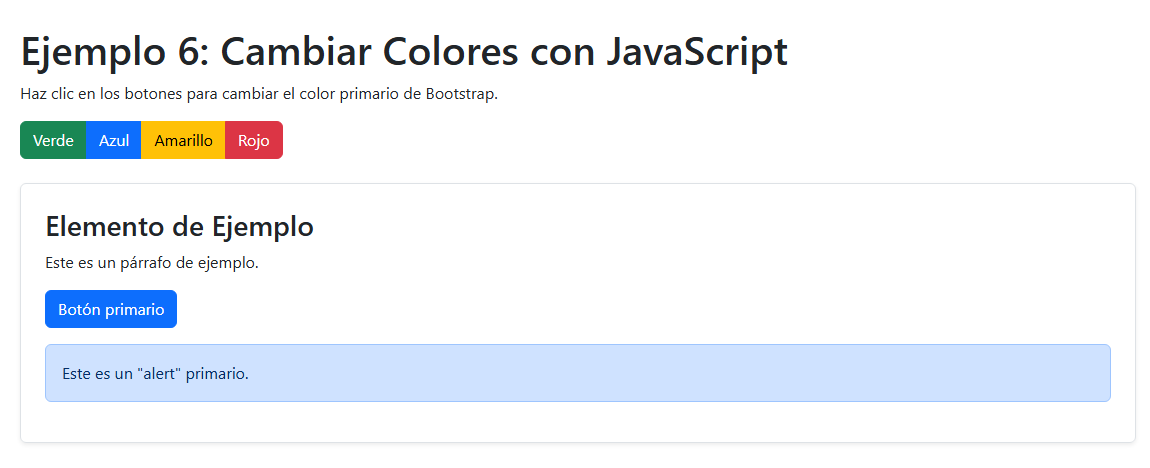 Ejemplo 6: Cambiar Colores con JavaScript
Haz clic en los botones para cambiar el color primario de Bootstrap.
Verde Azul Amarillo Rojo
Elemento de Ejemplo
Este es un párrafo de ejemplo.
Botón primario
Este es un "alert" primario.